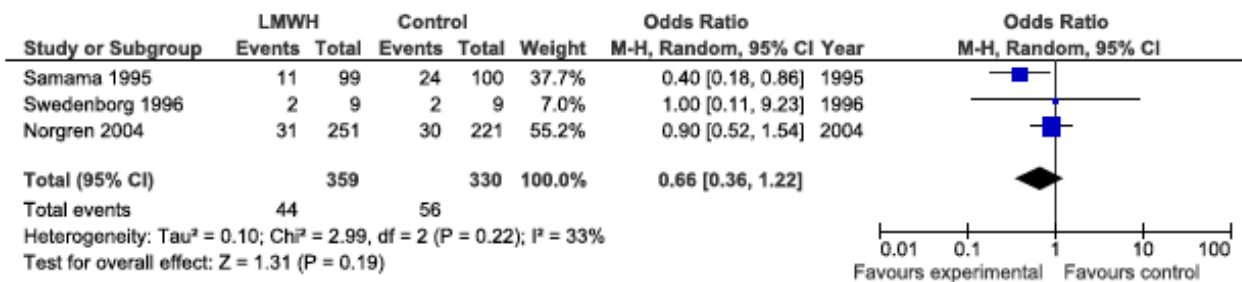 LMWH Control Odds Ratio Odds Ratio
Study or Subgroup Events Total Events Total Weight M-H, Random, 95% CI Year M-H, Random, 95% CI
Samama 1995 11 99 24 100 37.7% 0.40 [0.18, 0.86] 1995
Swedenborg 1996 2 9 2 9 7.0% 1.00 [0.11, 9.23] 1996
Norgren 2004 31 251 30 221 55.2% 0.90 [0.52, 1.54] 2004
Total (95% CI) 359 330 100.0% 0.66 [0.36, 1.22]
Total events 44 56
Heterogeneity: Tau² = 0.10; Chi² = 2.99, df = 2 (P = 0.22); I² = 33%
Test for overall effect: Z = 1.31 (P = 0.19)
0.01 0.1 1 10 100
Favours experimental Favours control